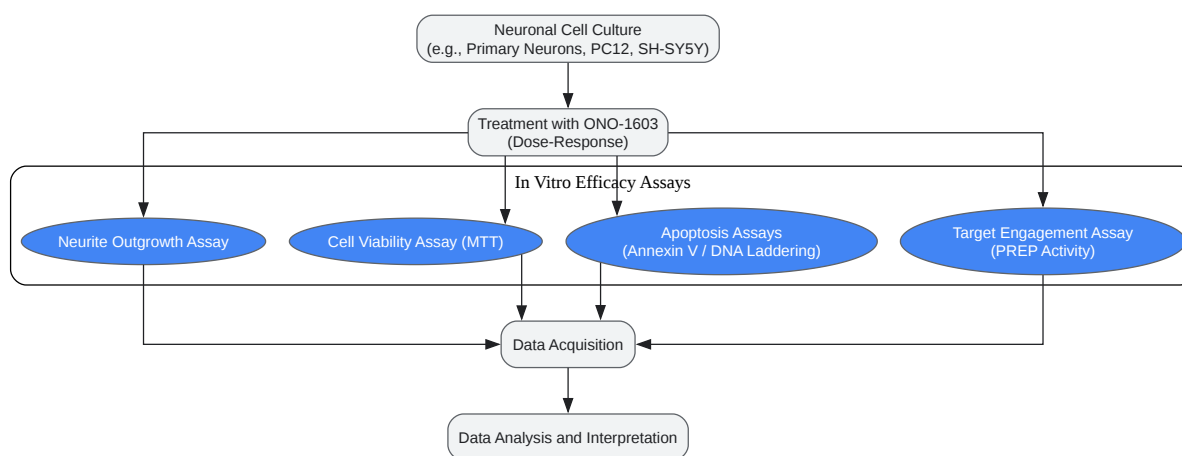 Neuronal Cell Culture
(e.g., Primary Neurons, PC12, SH-SY5Y)
Treatment with ONO-1603
(Dose-Response)
In Vitro Efficacy Assays
Neurite Outgrowth Assay
Cell Viability Assay (MTT)
Apoptosis Assays
(Annexin V / DNA Laddering)
Target Engagement Assay
(PREP Activity)
Data Acquisition
Data Analysis and Interpretation